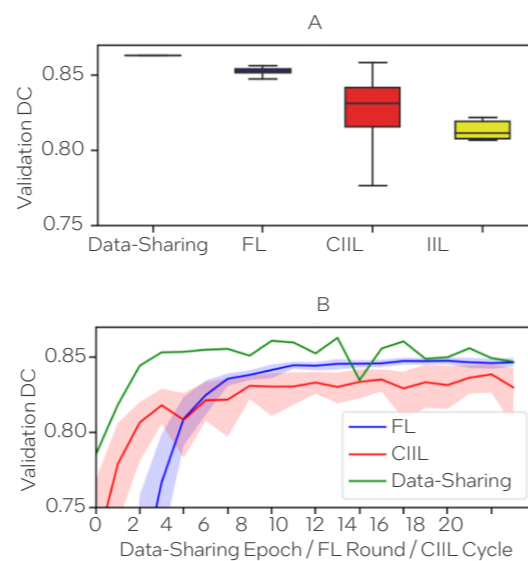 A
Validation DC
0.85
0.80
0.75
Data-Sharing FL CIIL IIL
B
Validation DC
0.85
0.80
0.75
FL
CIIL
Data-Sharing
0 2 4 6 8 10 12 14 16 18 20
Data-Sharing Epoch / FL Round / CIIL Cycle